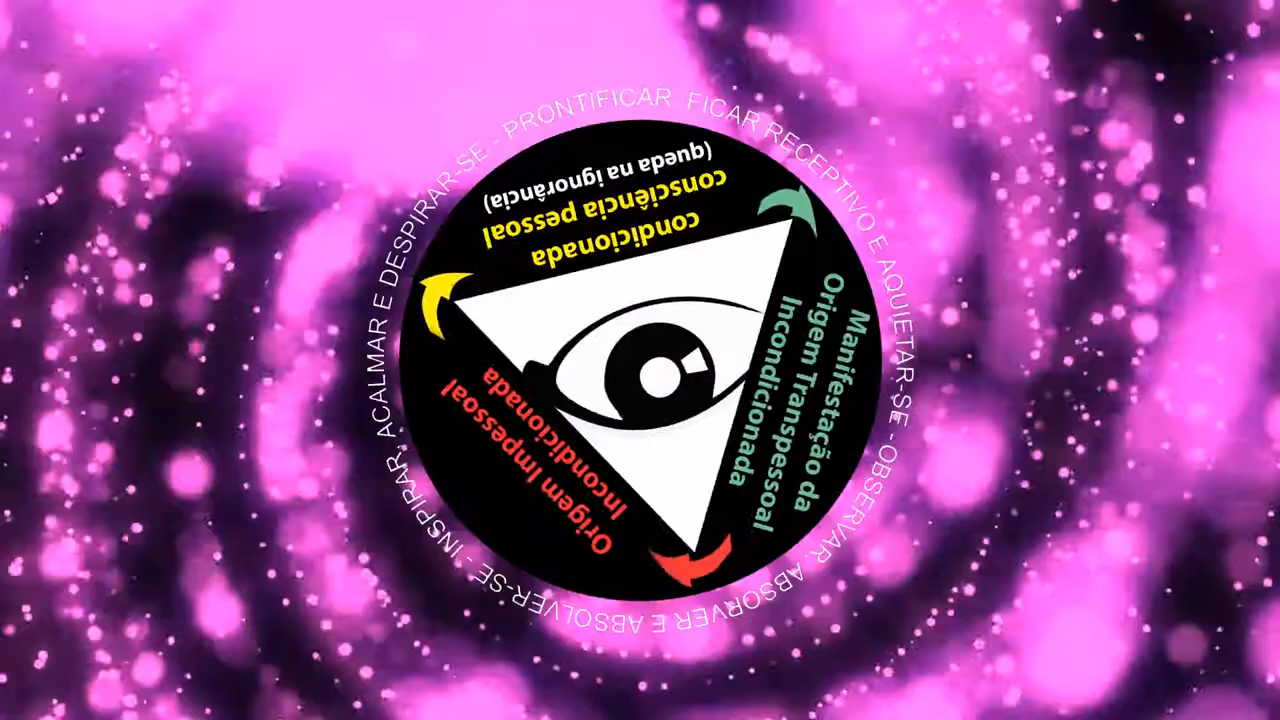 PRONTIFICAR FICAR RECEPTIVO E AQUIETAR-SE - OBSERVAR, ABSORVER E ABSOLVER-SE - INSPIRAR, ACALMAR E DESPIRAR-SE -
condicionada
consciência pessoal
(queda na ignorância)
Manifestação da
Origem Transpessoal
Incondicionada
Origem Impessoal
Incondicionada